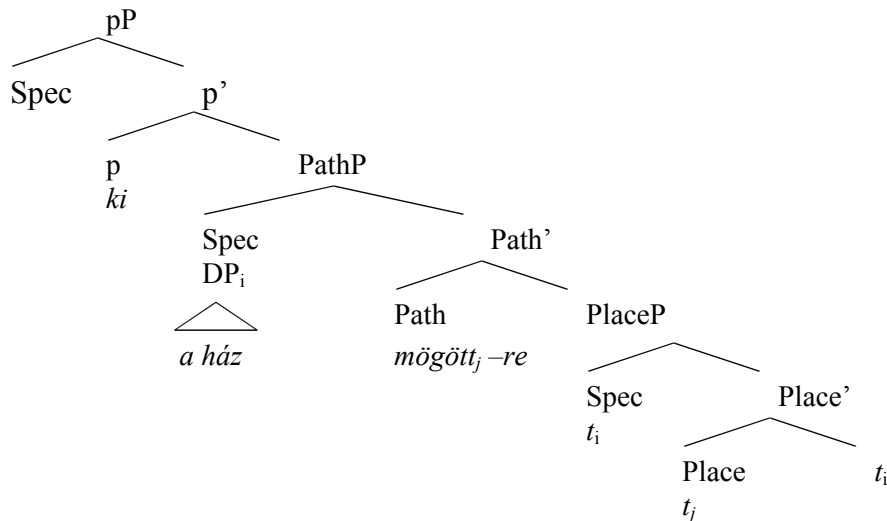 pP
Spec p’
p PathP
ki
Spec Path’
DPi
Path PlaceP
a ház mögöttj –re
Spec Place’
ti
Place ti
tj